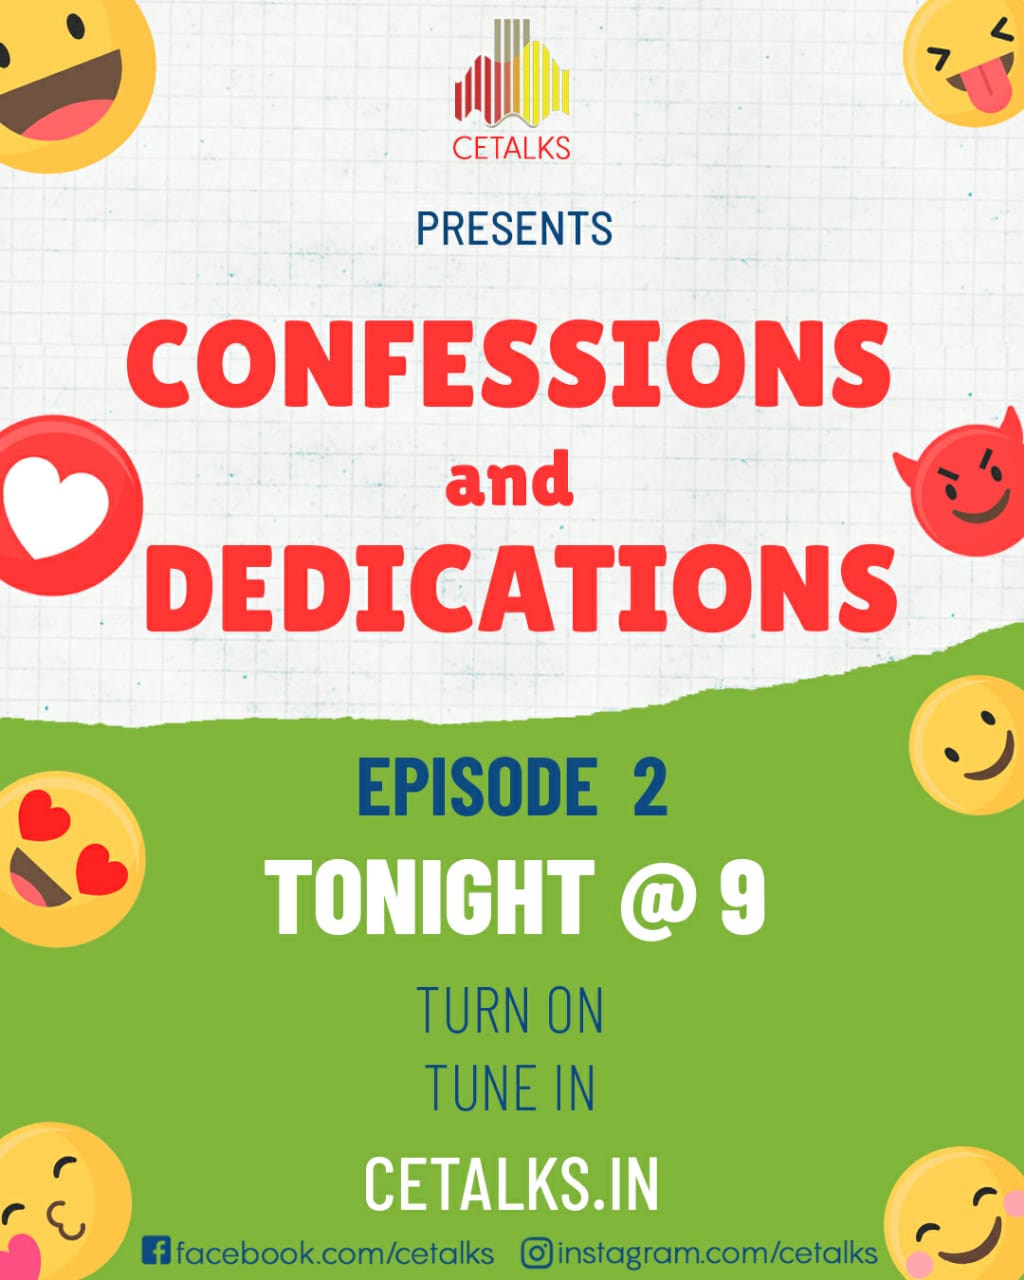 CETALKS
PRESENTS
CONFESSIONS
and
DEDICATIONS
EPISODE 2
TONIGHT @ 9
TURN ON
TUNE IN
CETALKS.IN
facebook.com/cetalks instagram.com/cetalks